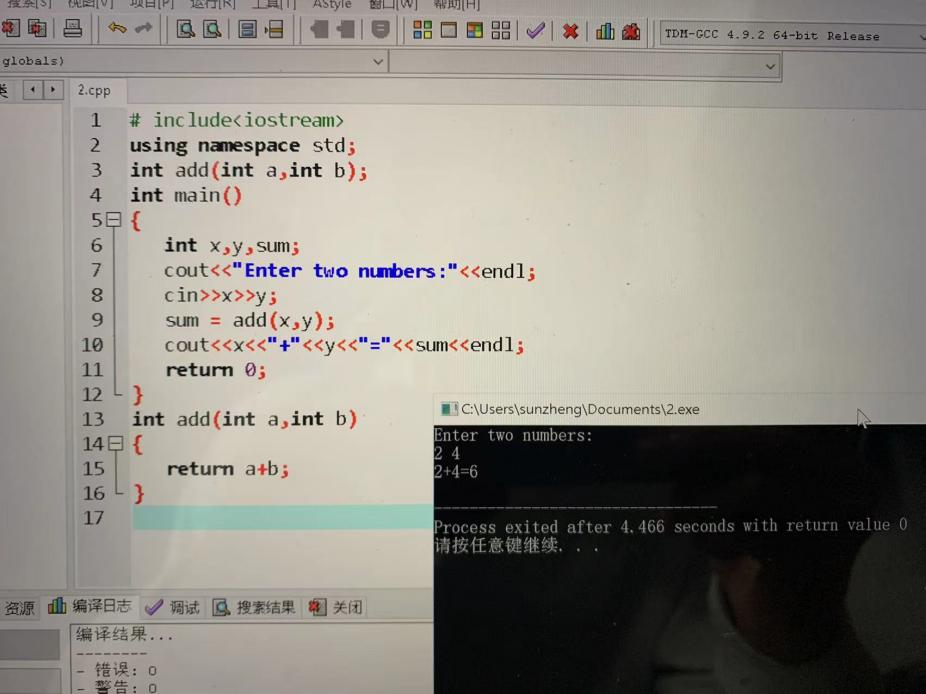 搜索[S] 视图[V] 项目[P] 运行[R] 工具[T] AStyle 窗口[W] 帮助[H]
TDM-GCC 4.9.2 64-bit Release
globals)
类
2.cpp
1 # include<iostream>
2 using namespace std;
3 int add(int a,int b);
4 int main()
5 {
6 int x,y,sum;
7 cout<<"Enter two numbers:"<<endl;
8 cin>>x>>y;
9 sum = add(x,y);
10 cout<<x<<"+"<<y<<"="<<sum<<endl;
11 return 0;
12 }
13 int add(int a,int b)
14 {
15 return a+b;
16 }
17
C:\Users\sunzheng\Documents\2.exe
Enter two numbers:
2 4
2+4=6
--------------------------------
Process exited after 4.466 seconds with return value 0
请按任意键继续. . .
资源 编译日志 调试 搜索结果 关闭
编译结果...
--------
- 错误: 0
- 警告: 0